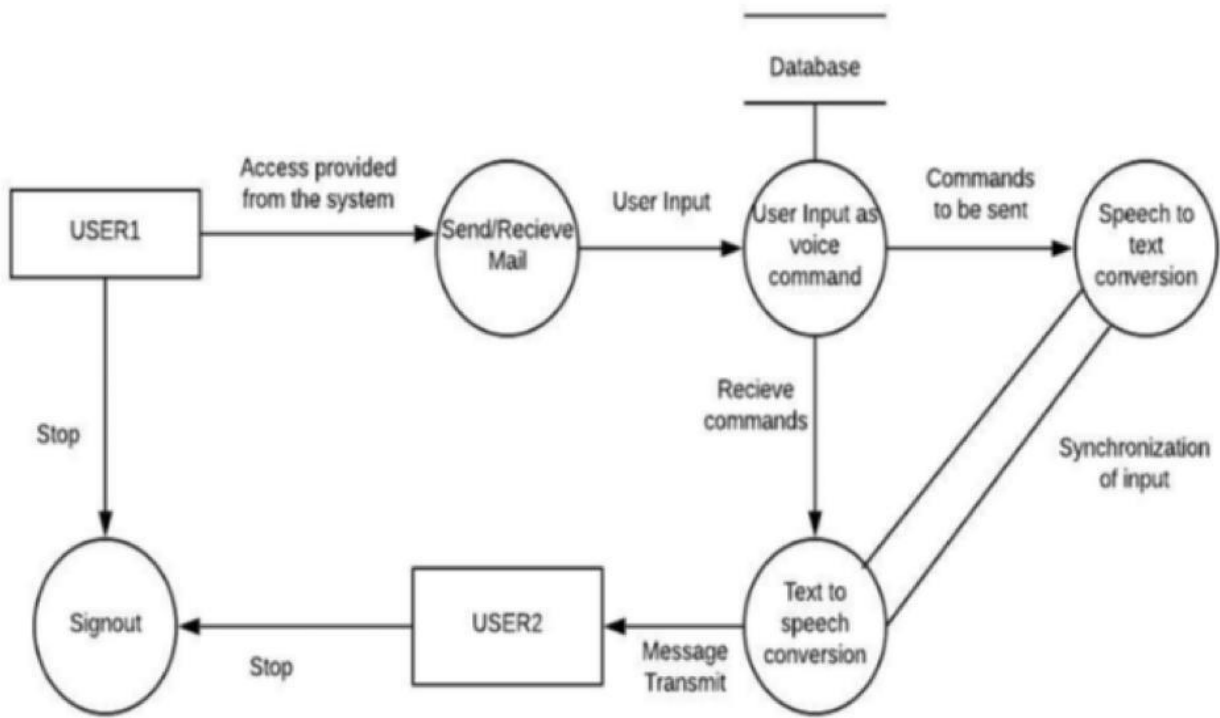 Database
Access provided
from the system
USER1
Send/Recieve
Mail
User Input
User Input as
voice
command
Commands
to be sent
Speech to
text
conversion
Recieve
commands
Stop
Synchronization
of input
Signout
Stop
USER2
Message
Transmit
Text to
speech
conversion